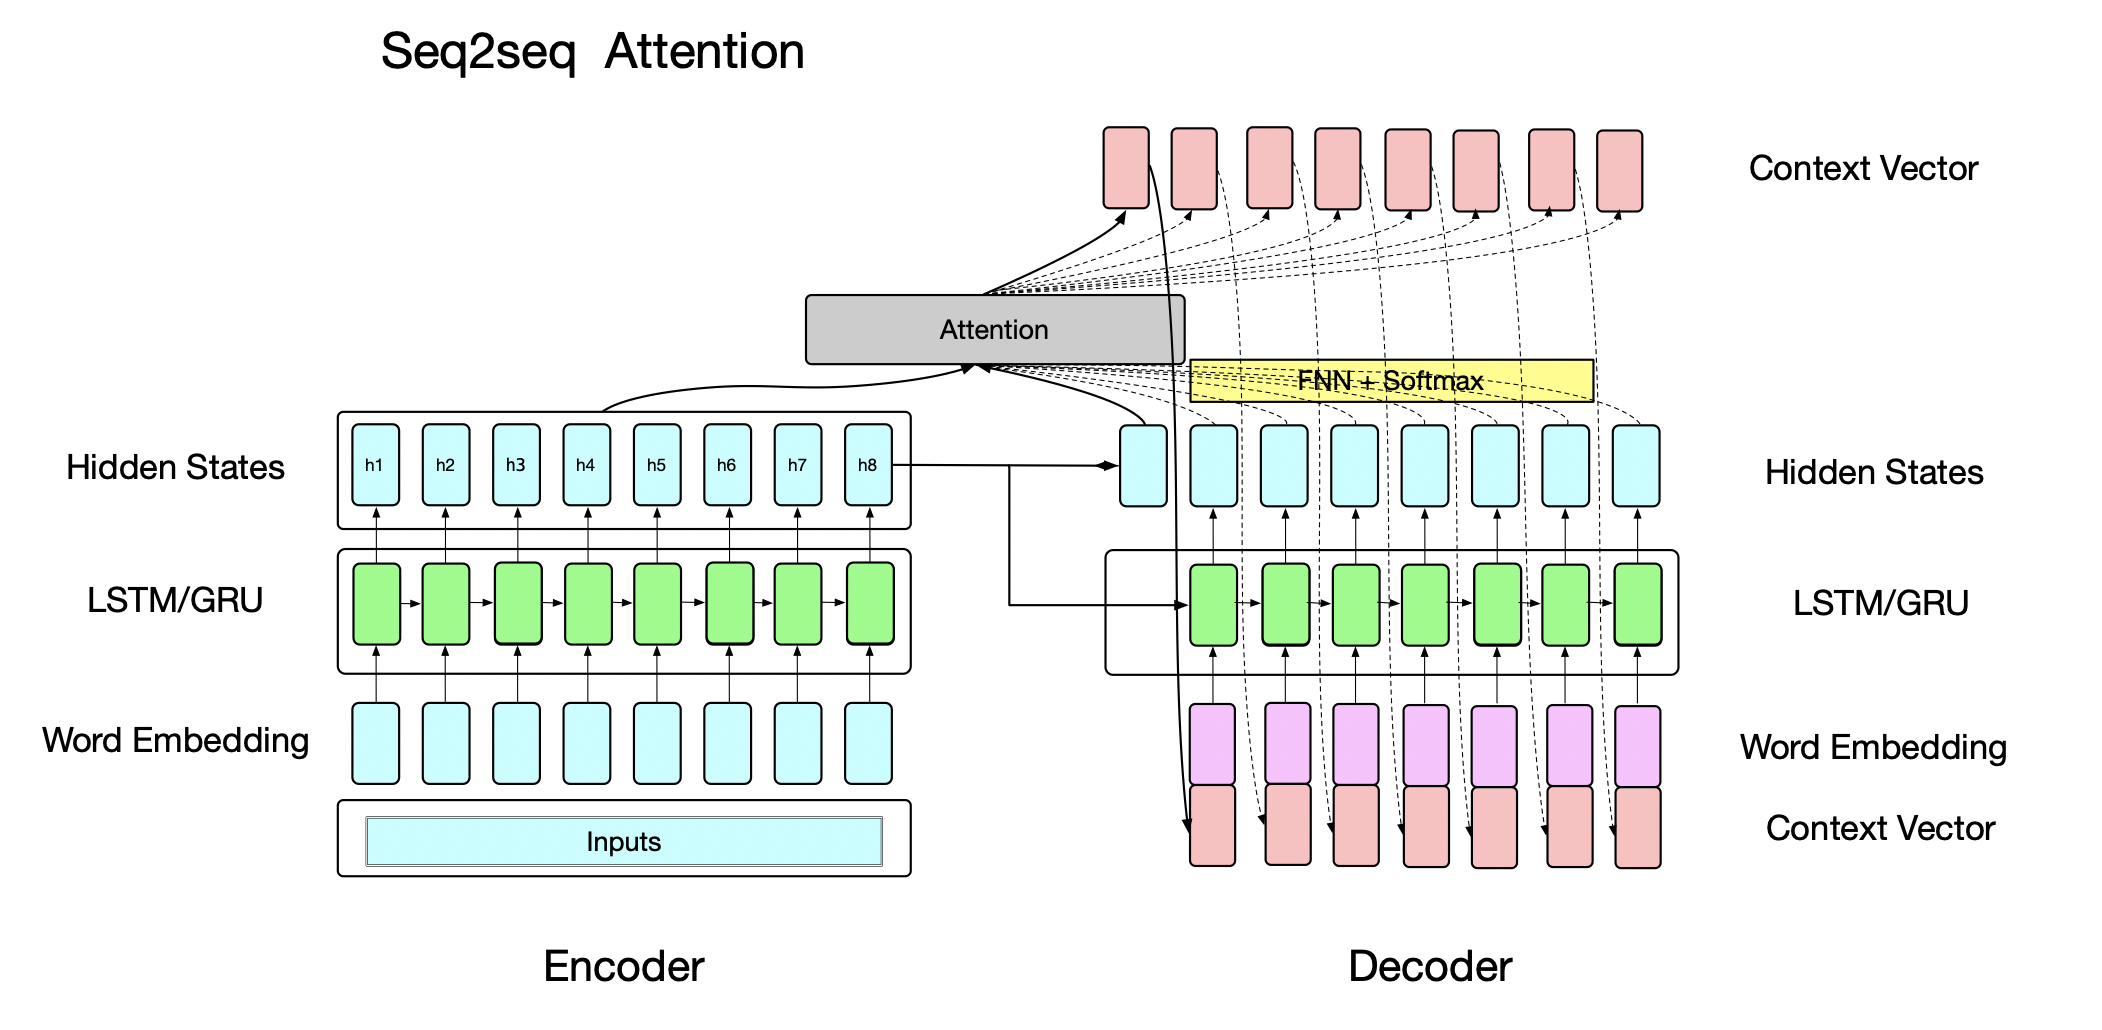 Seq2seq Attention
Context Vector
Attention
FNN + Softmax
Hidden States
h1
h2
h3
h4
h5
h6
h7
h8
Hidden States
LSTM/GRU
LSTM/GRU
Word Embedding
Word Embedding
Inputs
Context Vector
Encoder
Decoder